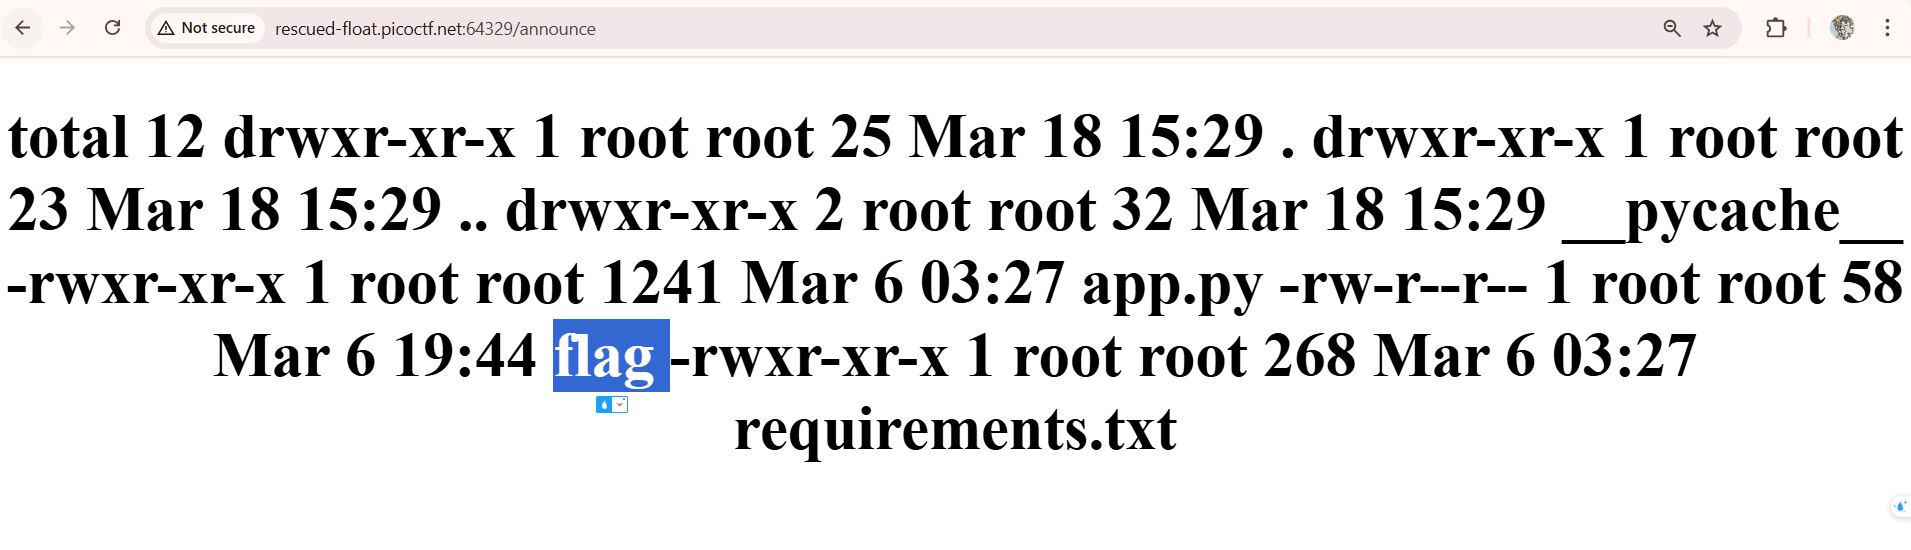 Not secure rescued-float.picoctf.net:64329/announce
total 12 drwxr-xr-x 1 root root 25 Mar 18 15:29 . drwxr-xr-x 1 root root
23 Mar 18 15:29 .. drwxr-xr-x 2 root root 32 Mar 18 15:29 __pycache__
-rwxr-xr-x 1 root root 1241 Mar 6 03:27 app.py -rw-r--r-- 1 root root 58
Mar 6 19:44 flag -rwxr-xr-x 1 root root 268 Mar 6 03:27
requirements.txt